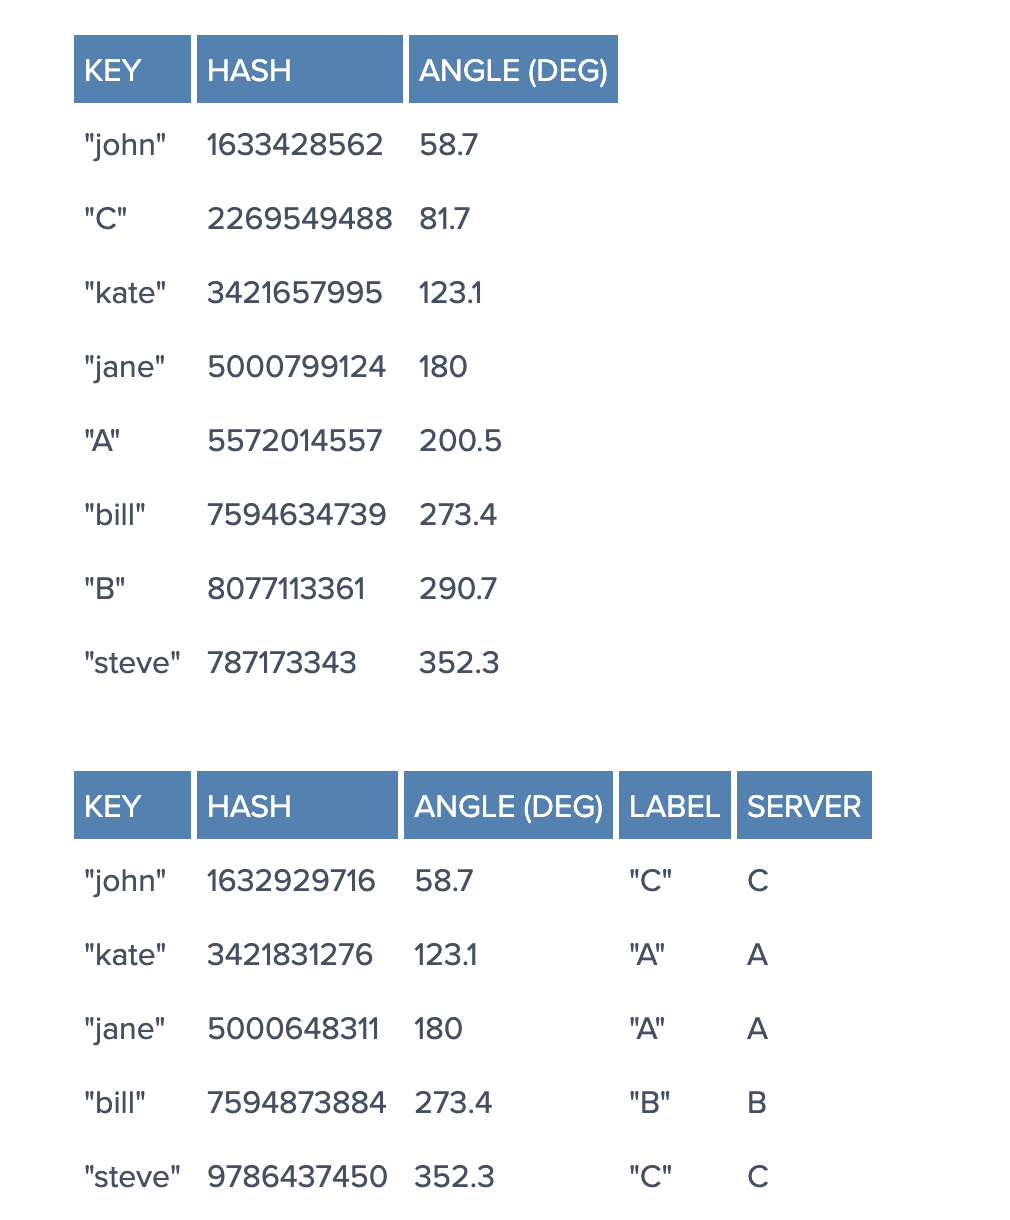 KEY HASH ANGLE (DEG)
"john" 1633428562 58.7
"C" 2269549488 81.7
"kate" 3421657995 123.1
"jane" 5000799124 180
"A" 5572014557 200.5
"bill" 7594634739 273.4
"B" 8077113361 290.7
"steve" 787173343 352.3
KEY HASH ANGLE (DEG) LABEL SERVER
"john" 1632929716 58.7 "C" C
"kate" 3421831276 123.1 "A" A
"jane" 5000648311 180 "A" A
"bill" 7594873884 273.4 "B" B
"steve" 9786437450 352.3 "C" C